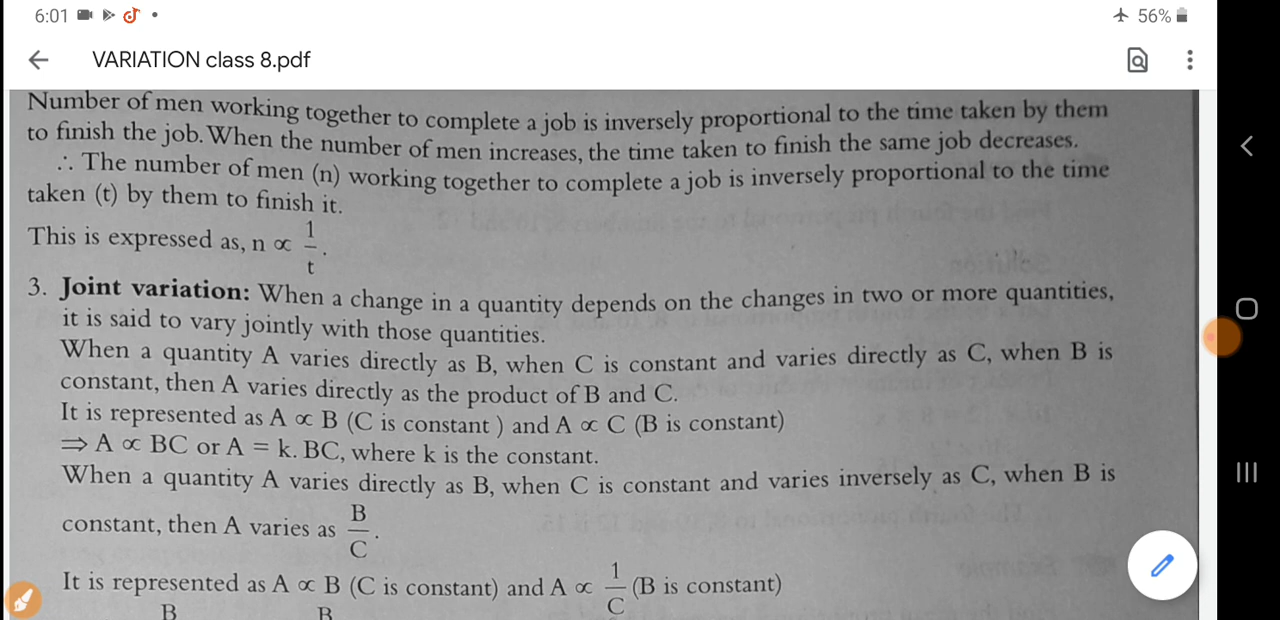 6:01 56%
VARIATION class 8.pdf
Number of men working together to complete a job is inversely proportional to the time taken by them
to finish the job. When the number of men increases, the time taken to finish the same job decreases.
∴ The number of men (n) working together to complete a job is inversely proportional to the time
taken (t) by them to finish it.
This is expressed as, n ∝ 1/t.
3. Joint variation: When a change in a quantity depends on the changes in two or more quantities,
it is said to vary jointly with those quantities.
When a quantity A varies directly as B, when C is constant and varies directly as C, when B is
constant, then A varies directly as the product of B and C.
It is represented as A ∝ B (C is constant ) and A ∝ C (B is constant)
⇒ A ∝ BC or A = k. BC, where k is the constant.
When a quantity A varies directly as B, when C is constant and varies inversely as C, when B is
constant, then A varies as B/C.
It is represented as A ∝ B (C is constant) and A ∝ 1/C (B is constant)
B B